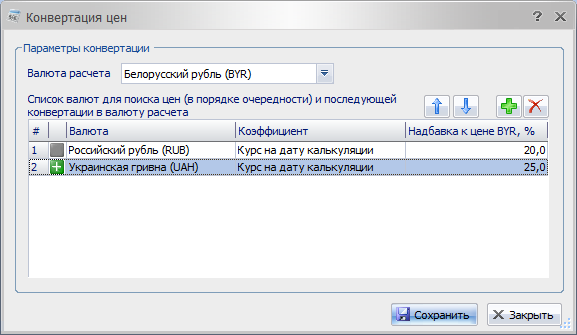 Конвертация цен
Параметры конвертации
Валюта расчета Белорусский рубль (BYR)
Список валют для поиска цен (в порядке очередности) и последующей
конвертации в валюту расчета
# Валюта Коэффициент Надбавка к цене BYR, %
1 Российский рубль (RUB) Курс на дату калькуляции 20,0
2 Украинская гривна (UAH) Курс на дату калькуляции 25,0
Сохранить Закрыть